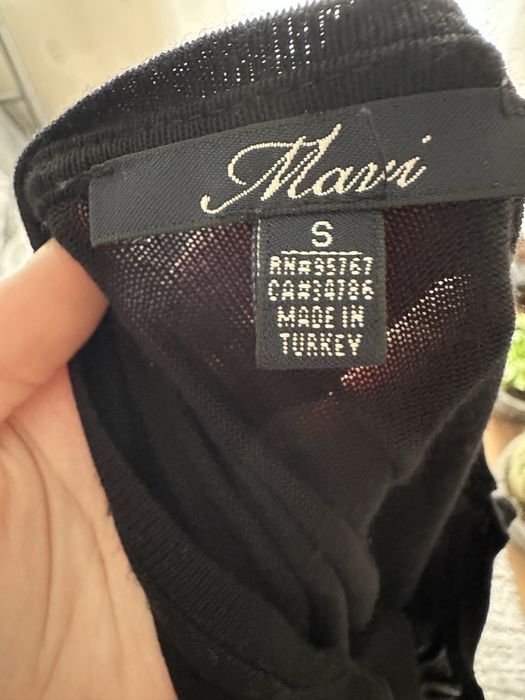 Mavi
S
RN#95767
CA#34786
MADE IN
TURKEY